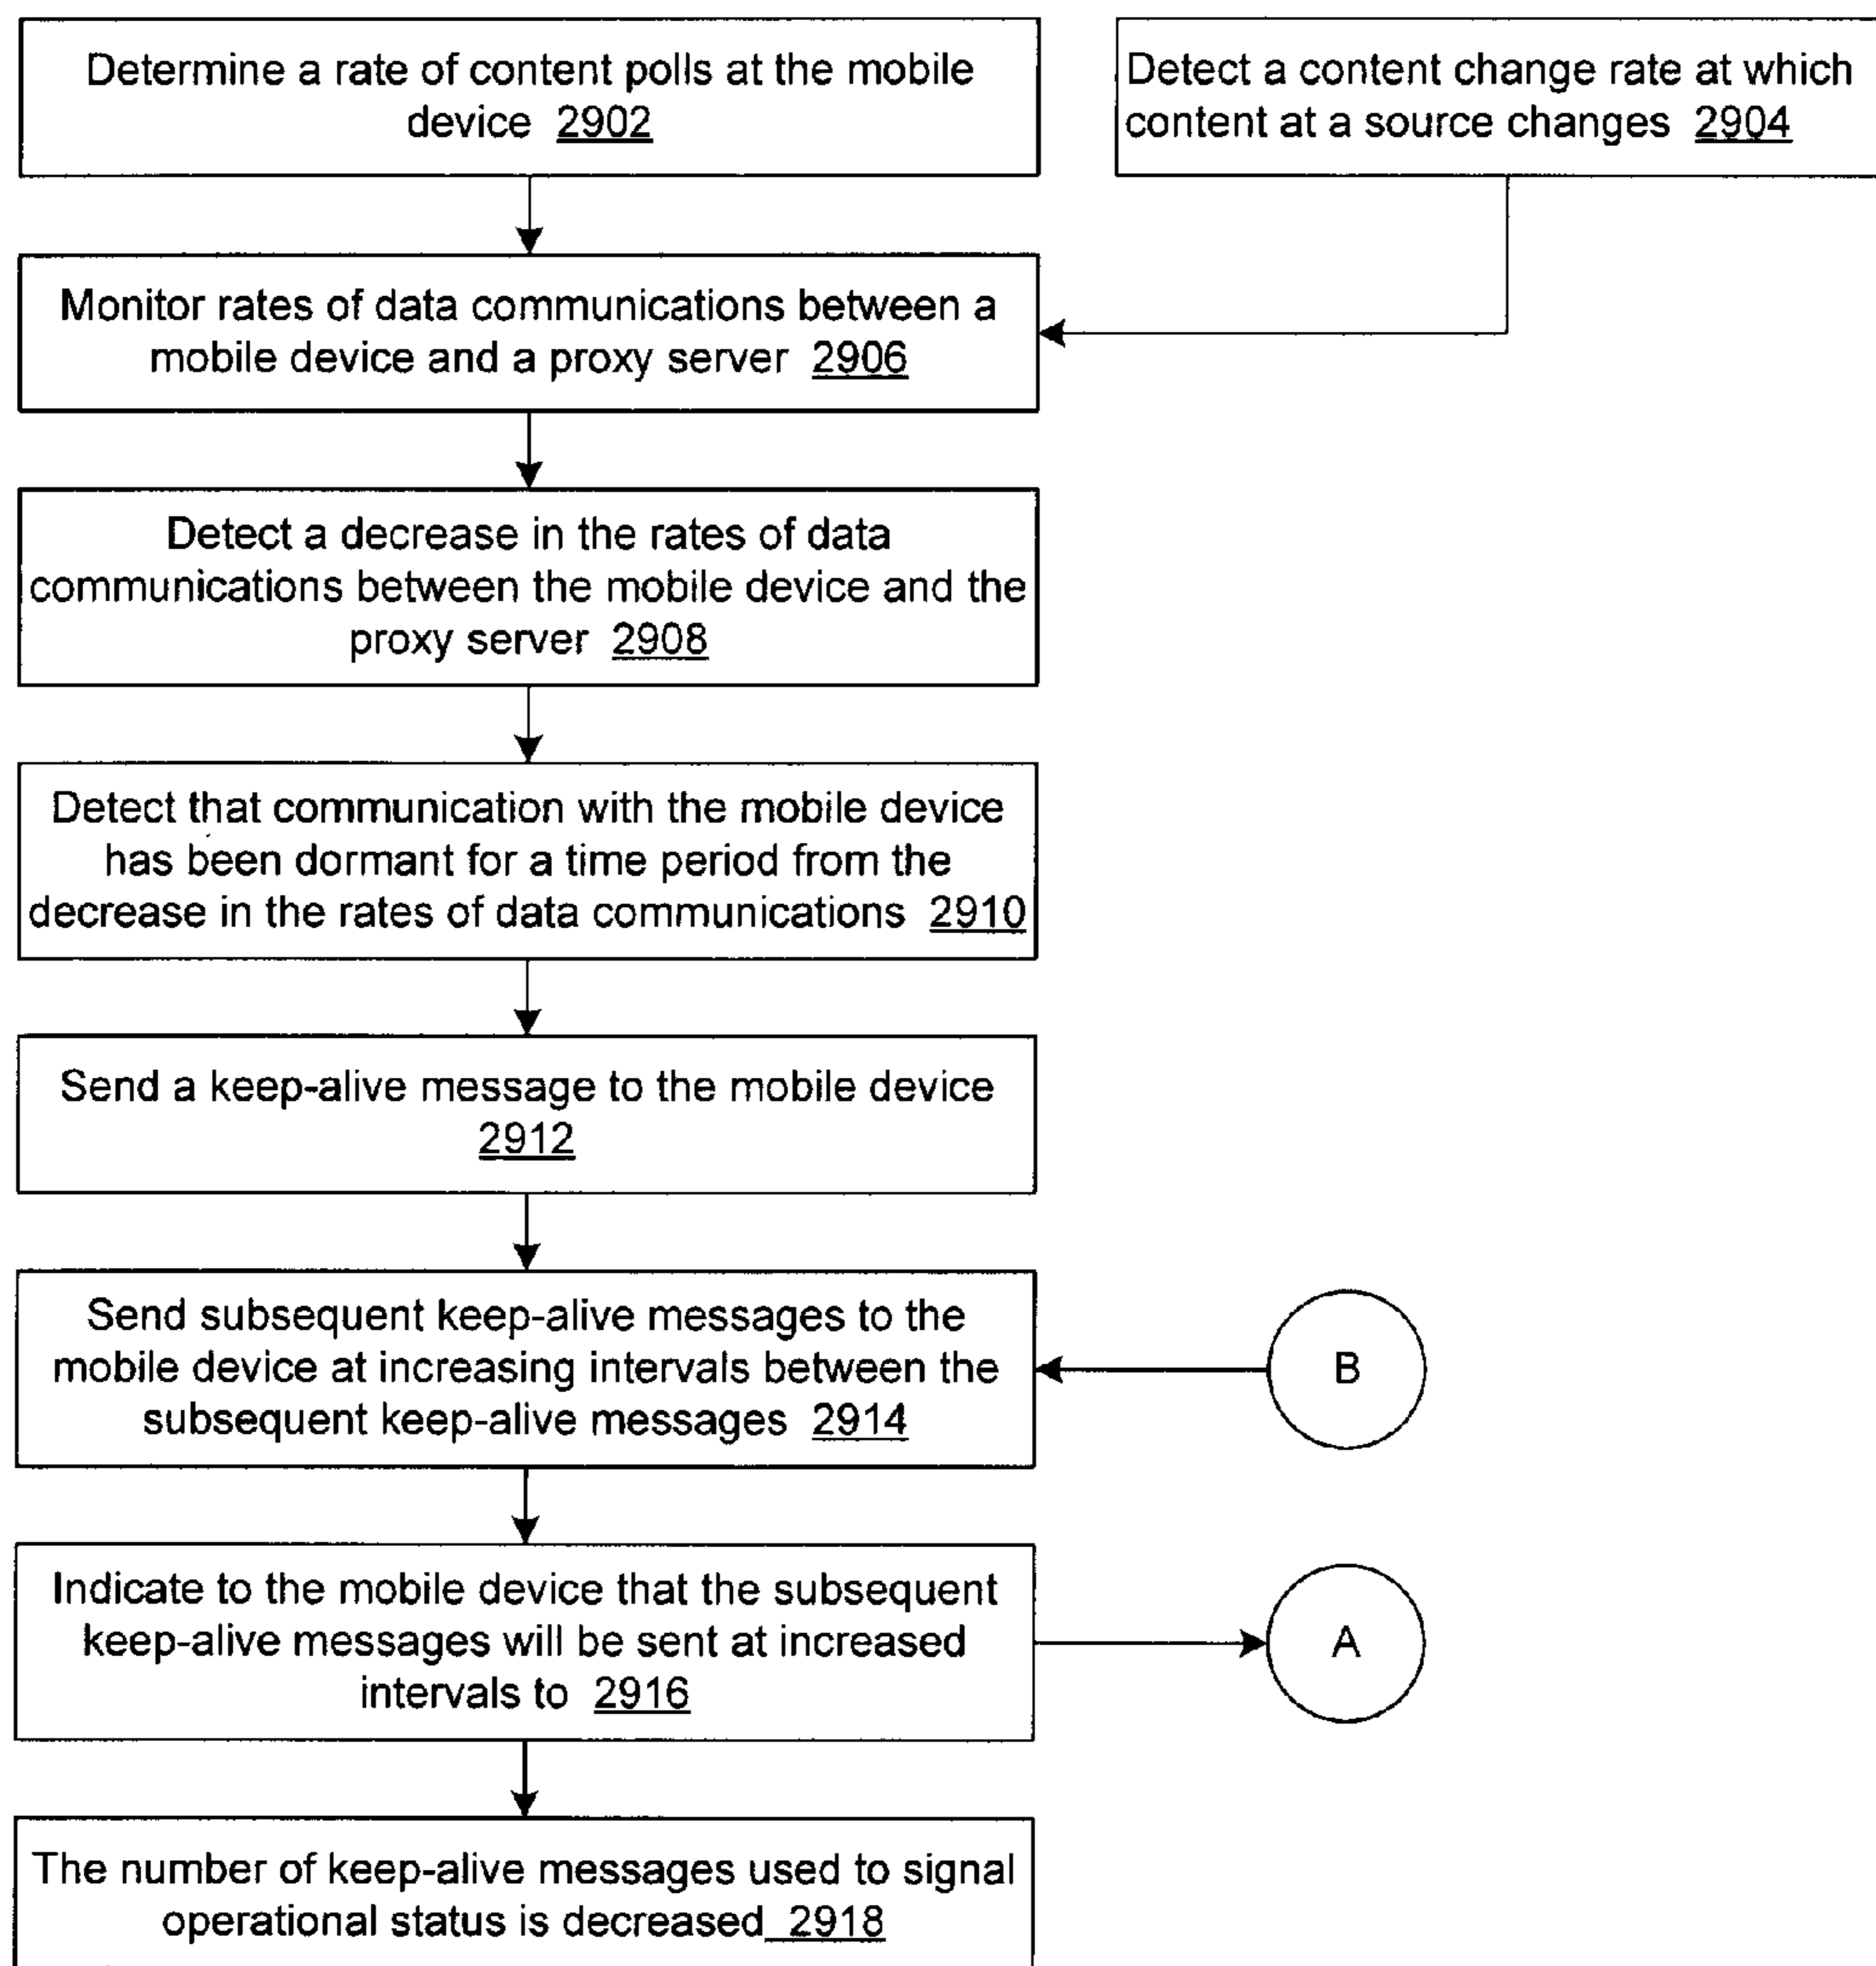 Determine a rate of content polls at the mobile
device 2902
Detect a content change rate at which
content at a source changes 2904
Monitor rates of data communications between a
mobile device and a proxy server 2906
Detect a decrease in the rates of data
communications between the mobile device and the
proxy server 2908
Detect that communication with the mobile device
has been dormant for a time period from the
decrease in the rates of data communications 2910
Send a keep-alive message to the mobile device
2912
Send subsequent keep-alive messages to the
mobile device at increasing intervals between the
subsequent keep-alive messages 2914
B
Indicate to the mobile device that the subsequent
keep-alive messages will be sent at increased
intervals to 2916
A
The number of keep-alive messages used to signal
operational status is decreased 2918